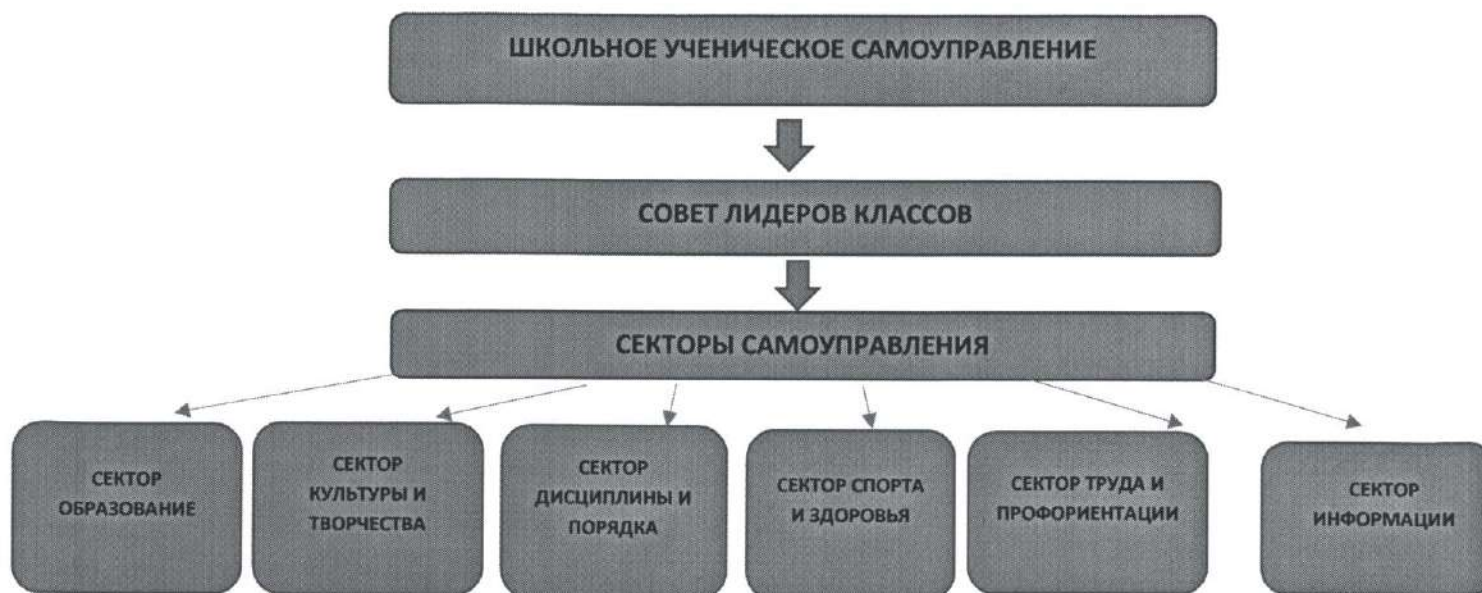 ШКОЛЬНОЕ УЧЕНИЧЕСКОЕ САМОУПРАВЛЕНИЕ
СОВЕТ ЛИДЕРОВ КЛАССОВ
СЕКТОРЫ САМОУПРАВЛЕНИЯ
СЕКТОР
ОБРАЗОВАНИЕ
СЕКТОР
КУЛЬТУРЫ И
ТВОРЧЕСТВА
СЕКТОР
ДИСЦИПЛИНЫ И
ПОРЯДКА
СЕКТОР СПОРТА
И ЗДОРОВЬЯ
СЕКТОР ТРУДА И
ПРОФОРИЕНТАЦИИ
СЕКТОР
ИНФОРМАЦИИ